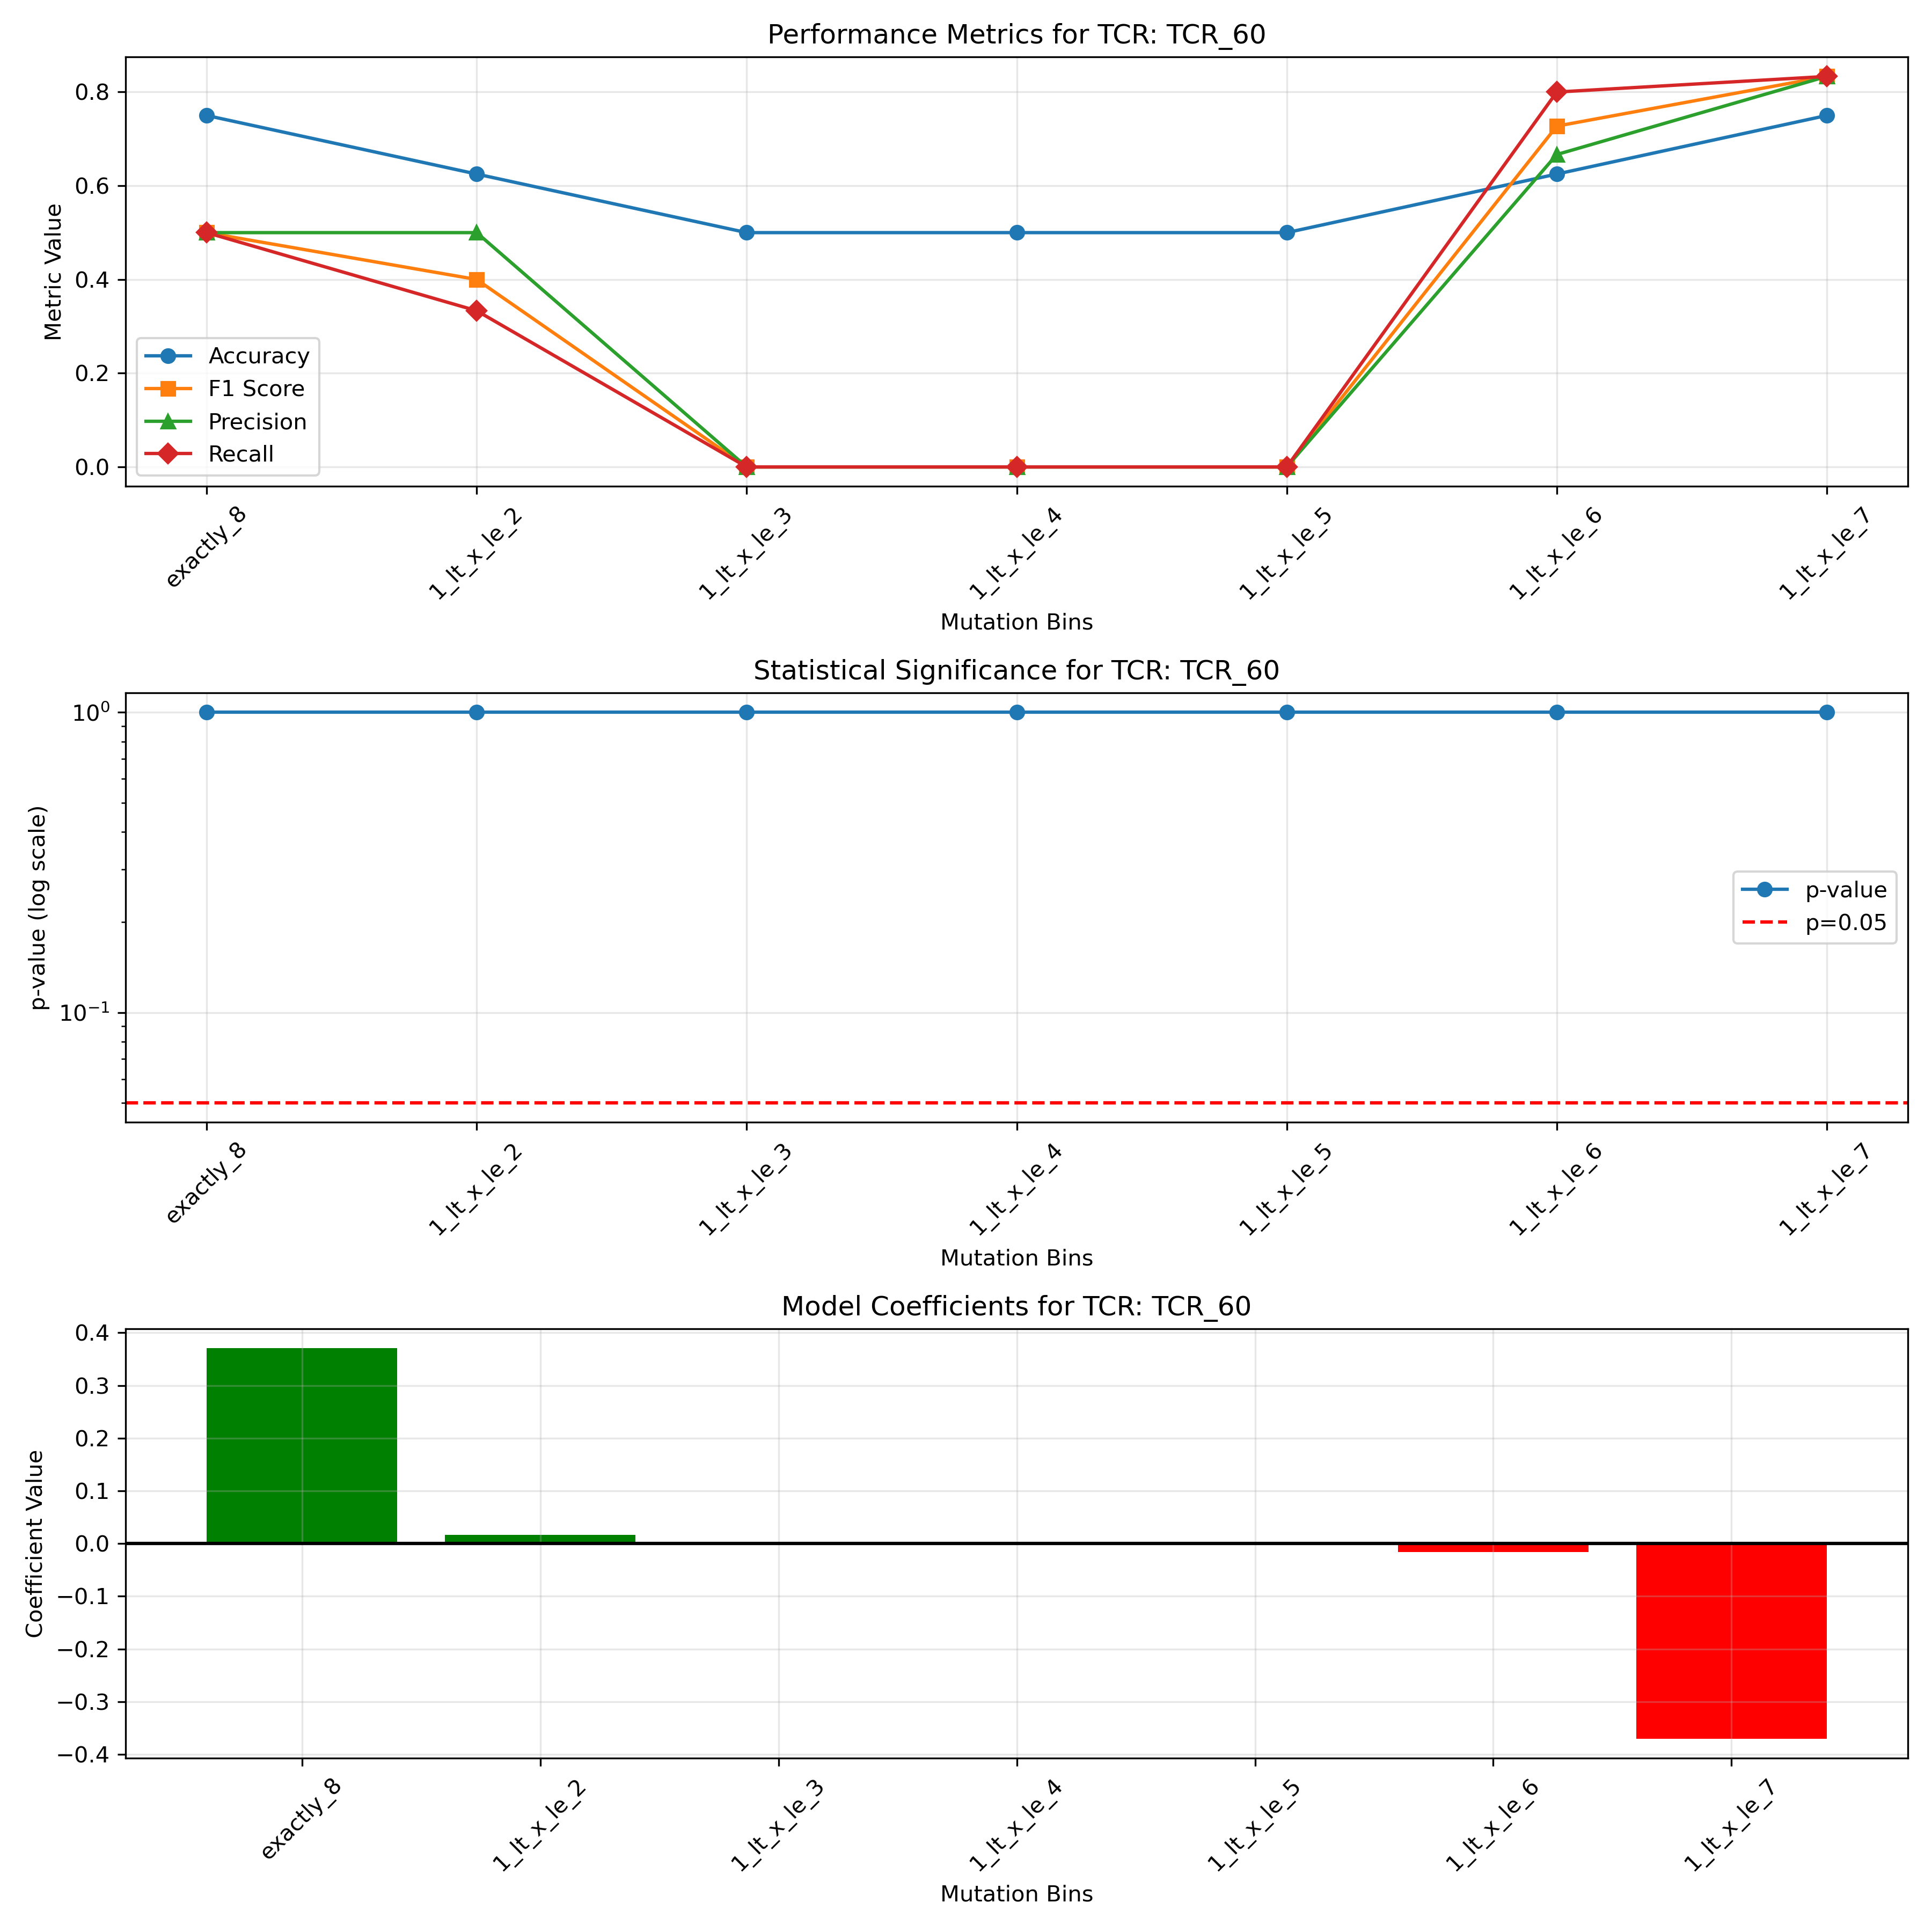 Performance Metrics for TCR: TCR_60
Metric Value
0.8
0.6
0.4
0.2
0.0
Accuracy
F1 Score
Precision
Recall
exactly_8
1_lt_x_le_2
1_lt_x_le_3
1_lt_x_le_4
1_lt_x_le_5
1_lt_x_le_6
1_lt_x_le_7
Mutation Bins
Statistical Significance for TCR: TCR_60
p-value (log scale)
10⁰
10⁻¹
p-value
p=0.05
exactly_8
1_lt_x_le_2
1_lt_x_le_3
1_lt_x_le_4
1_lt_x_le_5
1_lt_x_le_6
1_lt_x_le_7
Mutation Bins
Model Coefficients for TCR: TCR_60
Coefficient Value
0.4
0.3
0.2
0.1
0.0
−0.1
−0.2
−0.3
−0.4
exactly_8
1_lt_x_le_2
1_lt_x_le_3
1_lt_x_le_4
1_lt_x_le_5
1_lt_x_le_6
1_lt_x_le_7
Mutation Bins